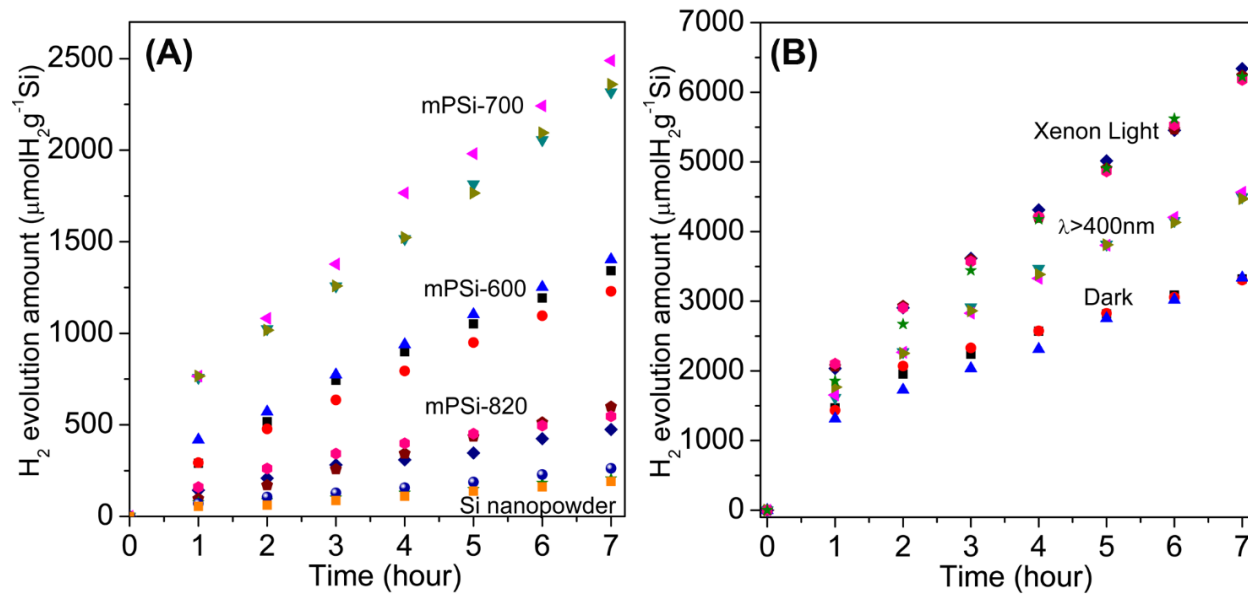 (A)
H₂ evolution amount (μmolH₂g⁻¹Si)
2500
2000
1500
1000
500
0
mPSi-700
mPSi-600
mPSi-820
Si nanopowder
0 1 2 3 4 5 6 7
Time (hour)
(B)
H₂ evolution amount (μmolH₂g⁻¹Si)
7000
6000
5000
4000
3000
2000
1000
0
Xenon Light
λ>400nm
Dark
0 1 2 3 4 5 6 7
Time (hour)